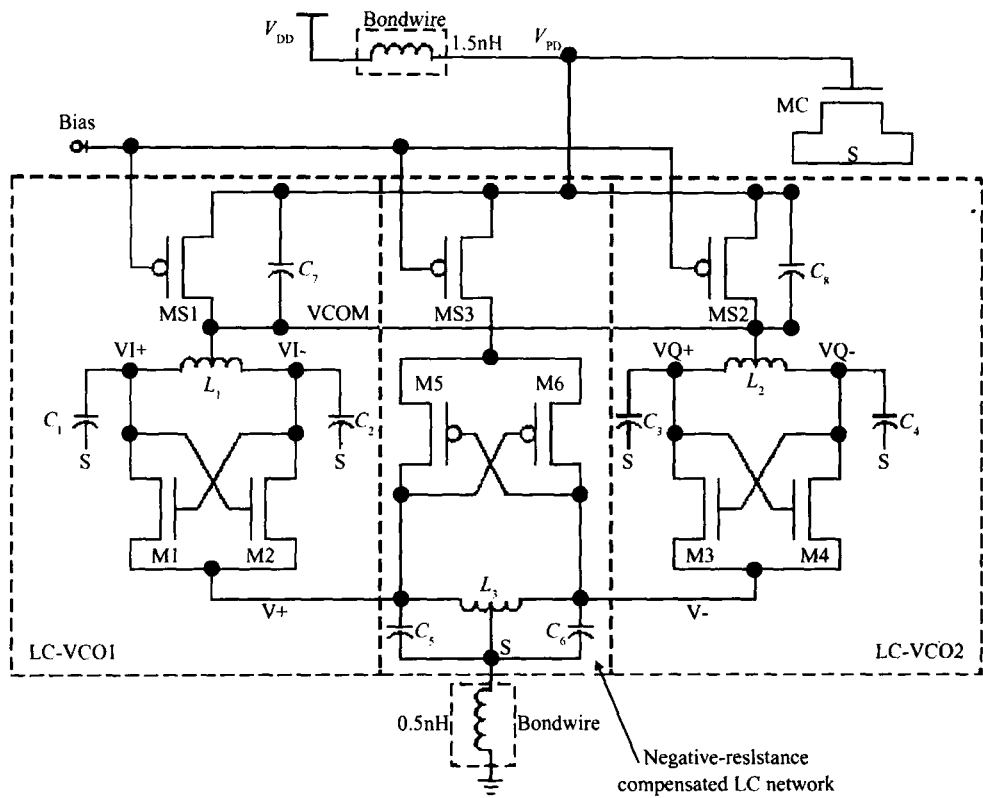 Bondwire
V_DD
1.5nH
V_PD
MC
S
Bias
C_7
C_8
MS1
VCOM
MS3
MS2
VI+
VI-
VQ+
VQ-
L_1
L_2
M5
M6
C_1
C_2
C_3
C_4
S
S
S
S
M1
M2
M3
M4
L_3
V+
V-
C_5
C_6
S
LC-VCO1
LC-VCO2
0.5nH
Bondwire
Negative-resistance
compensated LC network